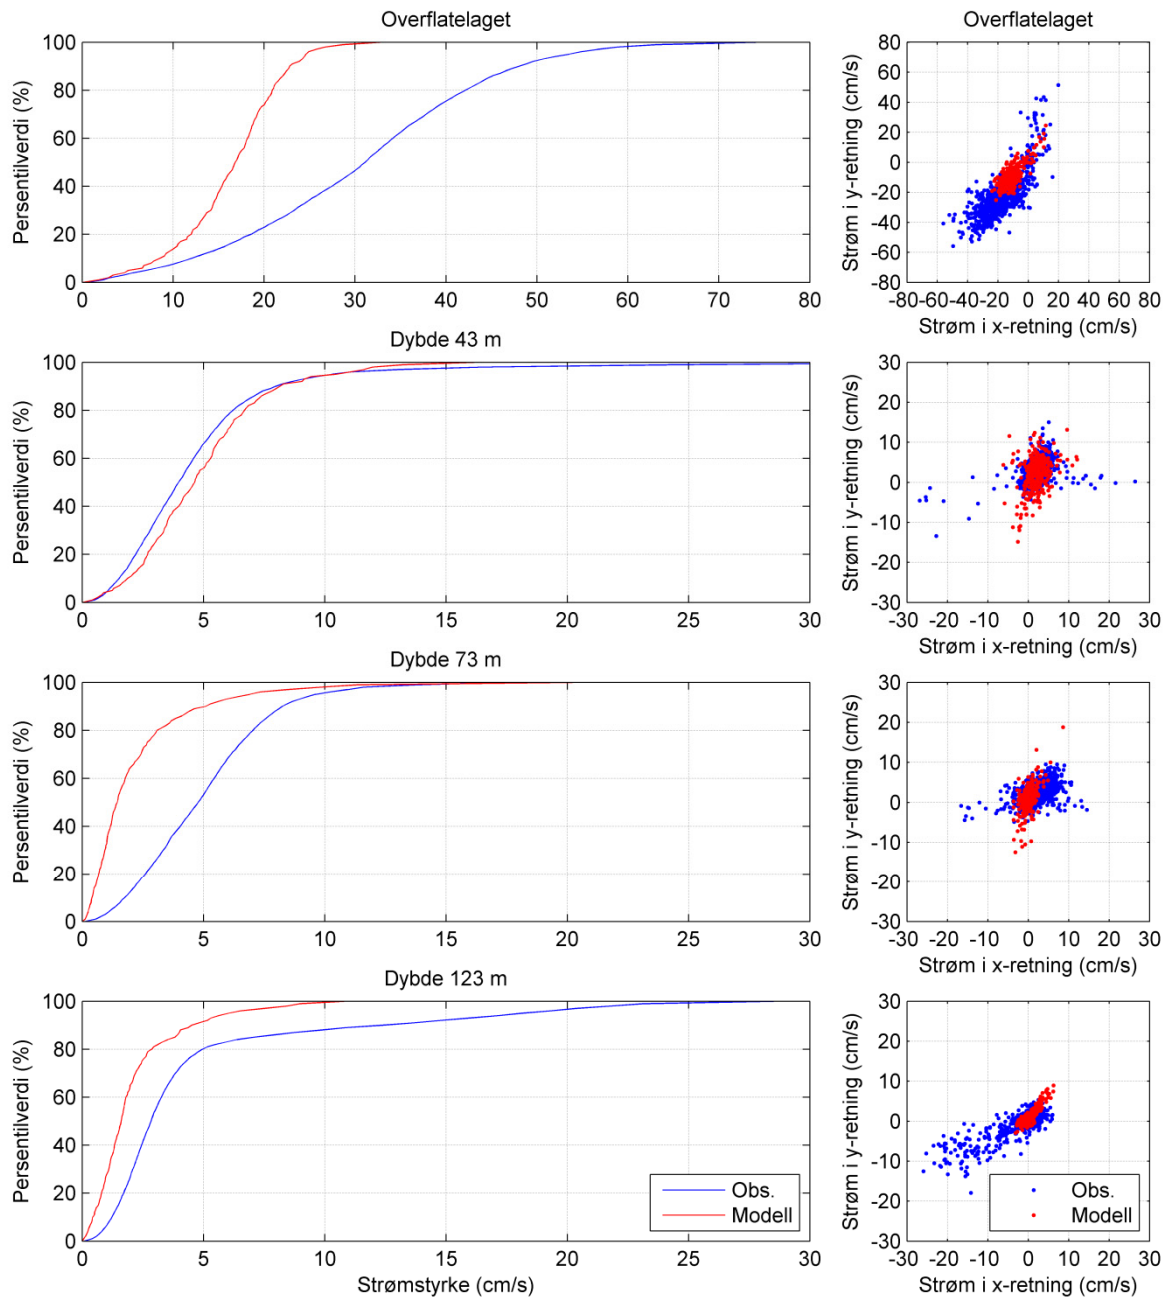 Overflatelaget
Persentilverdi (%)
100
80
60
40
20
0
0 10 20 30 40 50 60 70 80
Overflatelaget
Strøm i y-retning (cm/s)
80
60
40
20
0
-20
-40
-60
-80
-80 -60 -40 -20 0 20 40 60 80
Strøm i x-retning (cm/s)
Dybde 43 m
Persentilverdi (%)
100
80
60
40
20
0
0 5 10 15 20 25 30
Strøm i y-retning (cm/s)
30
20
10
0
-10
-20
-30
-30 -20 -10 0 10 20 30
Strøm i x-retning (cm/s)
Dybde 73 m
Persentilverdi (%)
100
80
60
40
20
0
0 5 10 15 20 25 30
Strøm i y-retning (cm/s)
30
20
10
0
-10
-20
-30
-30 -20 -10 0 10 20 30
Strøm i x-retning (cm/s)
Dybde 123 m
Persentilverdi (%)
100
80
60
40
20
0
0 5 10 15 20 25 30
Strømstyrke (cm/s)
Obs.
Modell
Strøm i y-retning (cm/s)
30
20
10
0
-10
-20
-30
-30 -20 -10 0 10 20 30
Strøm i x-retning (cm/s)
Obs.
Modell